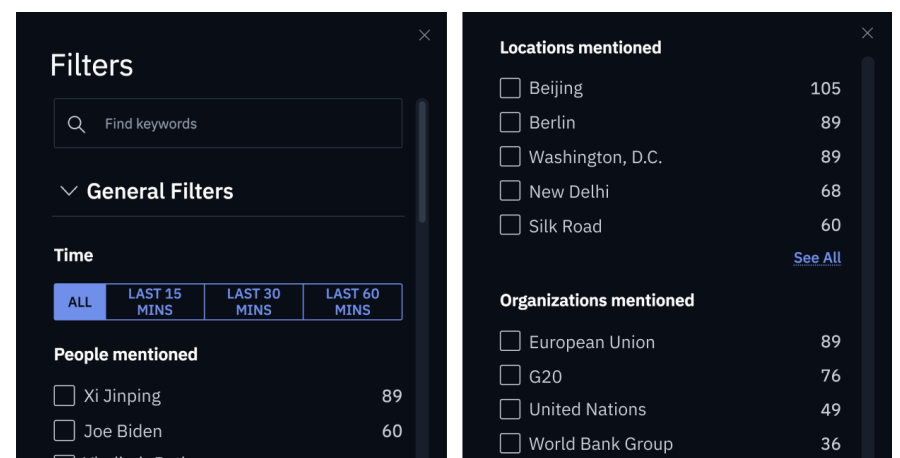 Filters
Find keywords
General Filters
Time
ALL
LAST 15
MINS
LAST 30
MINS
LAST 60
MINS
People mentioned
Xi Jinping 89
Joe Biden 60
Locations mentioned
Beijing 105
Berlin 89
Washington, D.C. 89
New Delhi 68
Silk Road 60
See All
Organizations mentioned
European Union 89
G20 76
United Nations 49
World Bank Group 36